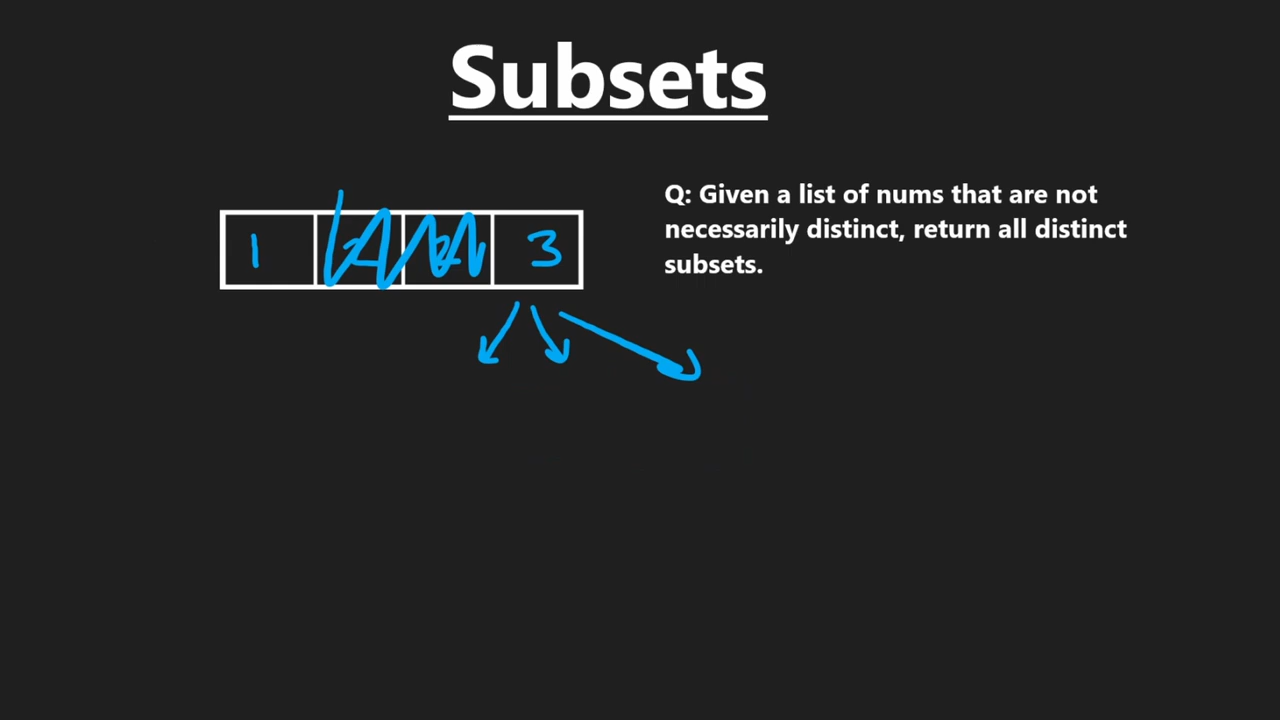 Subsets
Q: Given a list of nums that are not
necessarily distinct, return all distinct
subsets.
1 3